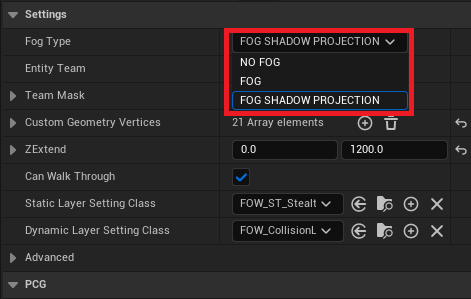 Settings
Fog Type FOG SHADOW PROJECTION
NO FOG
Entity Team
FOG
Team Mask FOG SHADOW PROJECTION
Custom Geometry Vertices 21 Array elements
ZExtend 0.0 1200.0
Can Walk Through
Static Layer Setting Class FOW_ST_Stealt
Dynamic Layer Setting Class FOW_CollisionL
Advanced
PCG